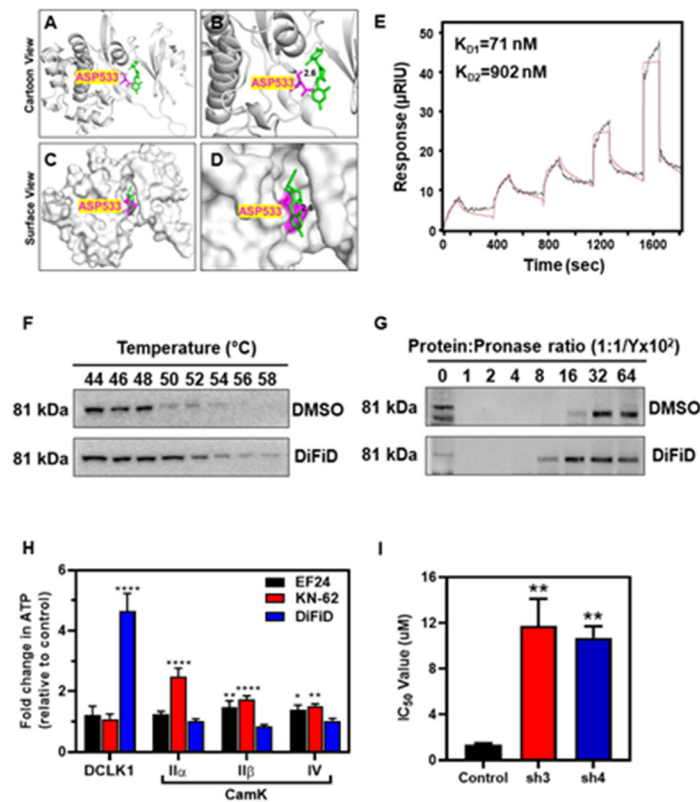 A
B
Cartoon View
ASP533
ASP533
2.6
C
D
Surface View
ASP533
ASP533
E
K_D1=71 nM
K_D2=902 nM
Response (μRIU)
50
40
30
20
10
0
0 400 800 1200 1600
Time (sec)
F
Temperature (°C)
44 46 48 50 52 54 56 58
81 kDa
DMSO
81 kDa
DiFiD
G
Protein:Pronase ratio (1:1/Yx10²)
0 1 2 4 8 16 32 64
81 kDa
DMSO
81 kDa
DiFiD
H
Fold change in ATP
(relative to control)
6
4
2
0
EF24
KN-62
DiFiD
****
****
** ****
* **
DCLK1 IIα IIβ IV
CamK
I
IC₅₀ Value (uM)
16
12
8
4
0
**
**
Control sh3 sh4